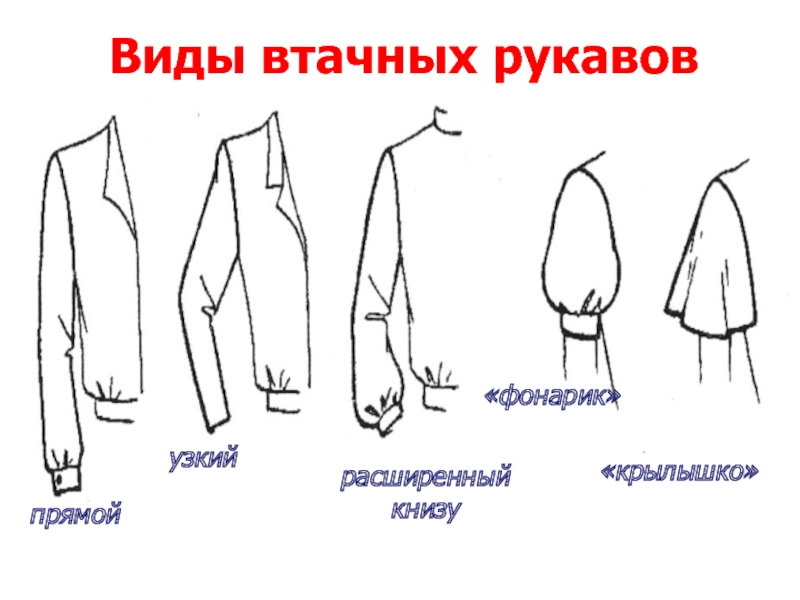 Виды втачных рукавов
«фонарик»
узкий
расширенный
книзу
«крылышко»
прямой